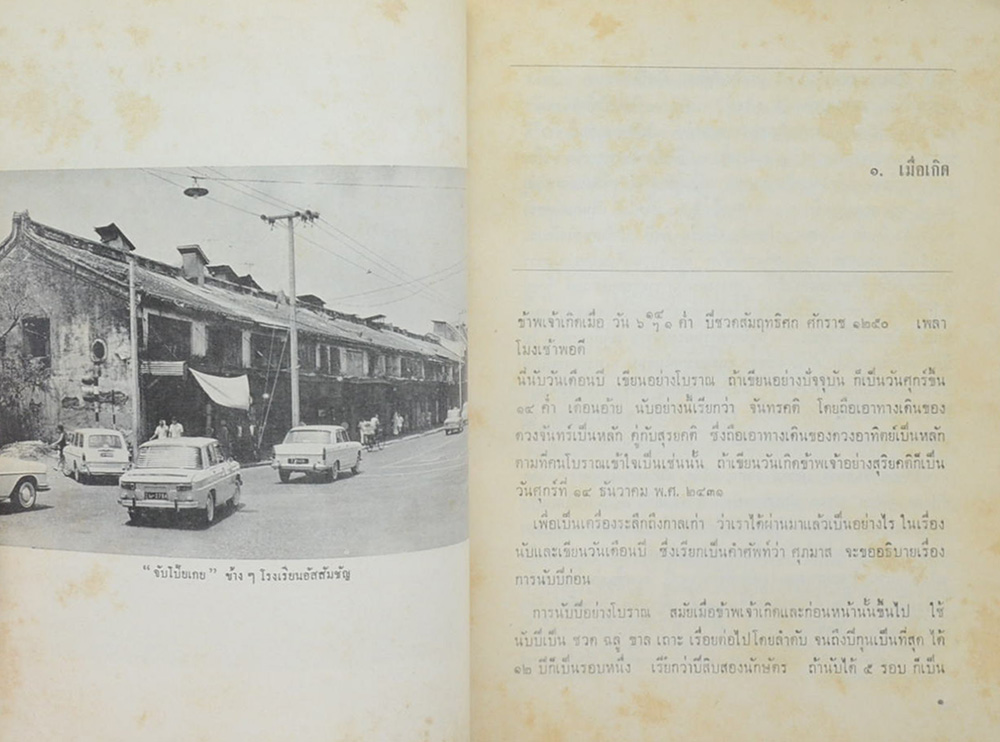 “จับโป๊ยเกย” ข้าง ๆ โรงเรียนอัสสัมชัญ
๑. เมื่อเกิด
ข้าพเจ้าเกิดเมื่อ วัน ๖ ๑๔ฯ ๑ ค่ำ ปีชวดสัมฤทธิศก ศักราช ๑๒๕๐ เพลา
โมงเช้าพอดี
นี่นับวันเดือนปี เขียนอย่างโบราณ ถ้าเขียนอย่างปัจจุบัน ก็เป็นวันศุกร์ขึ้น
๑๔ ค่ำ เดือนอ้าย นับอย่างนี้เรียกว่า จันทรคติ โดยถือเอาทางเดินของ
ดวงจันทร์เป็นหลัก คู่กับสุรยคติ ซึ่งถือเอาทางเดินของดวงอาทิตย์เป็นหลัก
ตามที่คนโบราณเข้าใจเป็นเช่นนั้น ถ้าเขียนวันเกิดข้าพเจ้าอย่างสุริยคติก็เป็น
วันศุกร์ที่ ๑๔ ธันวาคม พ.ศ. ๒๔๓๑
เพื่อเป็นเครื่องระลึกถึงกาลเก่า ว่าเราได้ผ่านมาแล้วเป็นอย่างไร ในเรื่อง
นับและเขียนวันเดือนปี ซึ่งเรียกเป็นคำศัพท์ว่า ศุภมาส จะขออธิบายเรื่อง
การนับปีก่อน
การนับปีอย่างโบราณ สมัยเมื่อข้าพเจ้าเกิดและก่อนหน้านั้นขึ้นไป ใช้
นับปีเป็น ชวด ฉลู ขาล เถาะ เรื่อยต่อไปโดยลำดับ จนถึงปีกุนเป็นที่สุด ได้
๑๒ ปีก็เป็นรอบหนึ่ง เรียกว่าปีสิบสองนักษัตร ถ้านับได้ ๕ รอบ ก็เป็น
๑